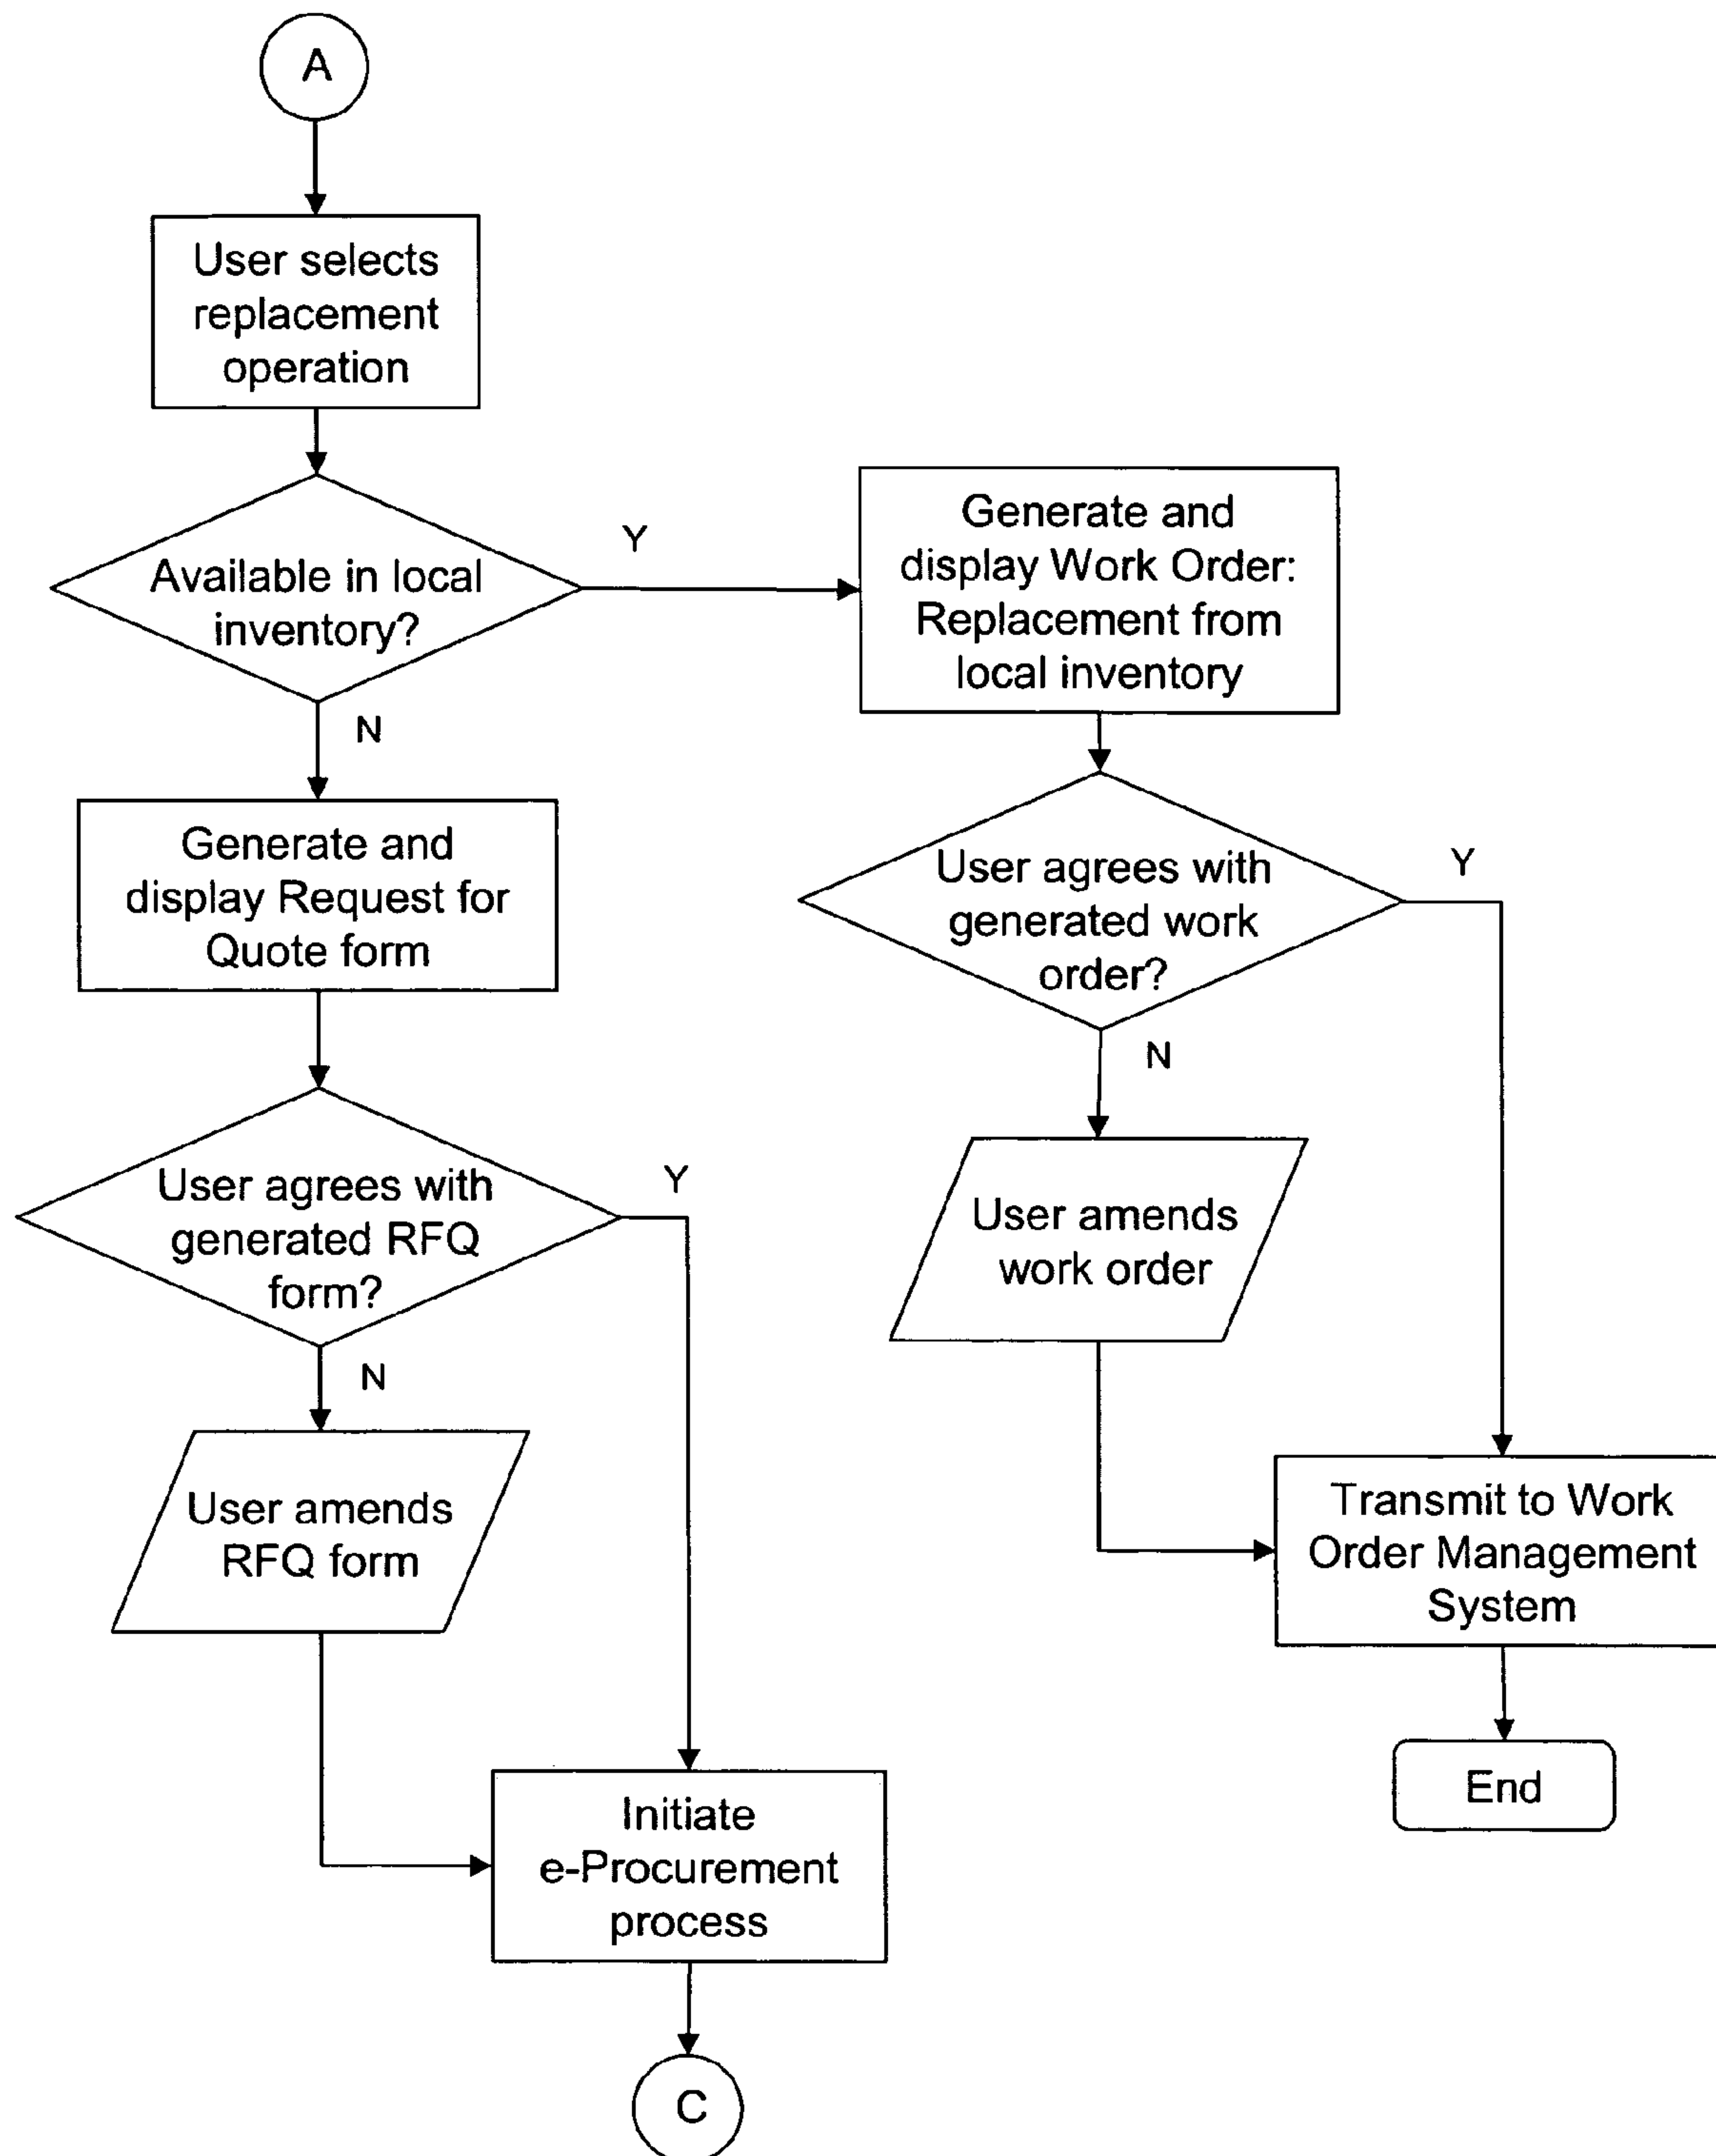 A
User selects
replacement
operation
Available in local
inventory?
Y
N
Generate and
display Work Order:
Replacement from
local inventory
Generate and
display Request for
Quote form
User agrees with
generated work
order?
Y
N
User agrees with
generated RFQ
form?
Y
N
User amends
work order
User amends
RFQ form
Transmit to Work
Order Management
System
End
Initiate
e-Procurement
process
C